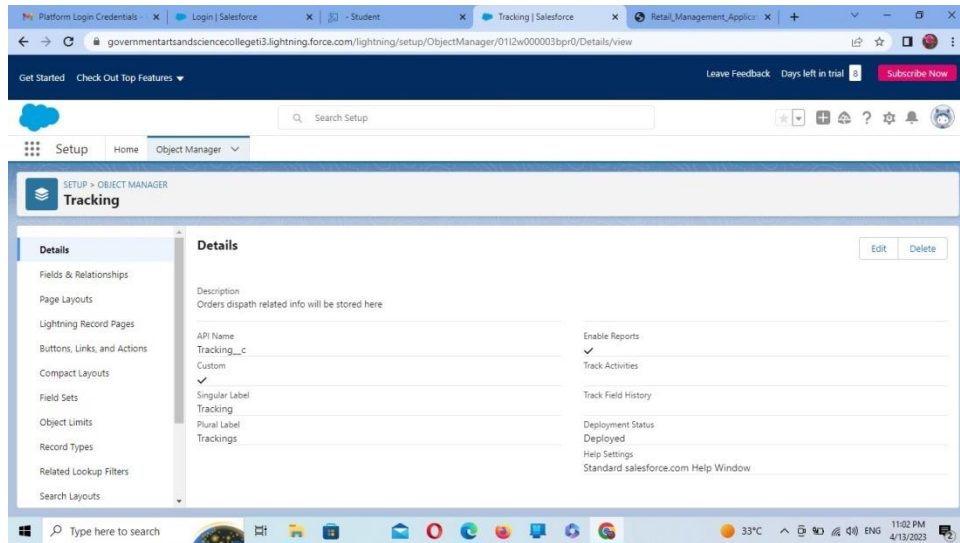 Platform Login Credentials -
Login | Salesforce
- Student
Tracking | Salesforce
Retail_Management_Applica
governmentartsandsciencecollegeti3.lightning.force.com/lightning/setup/ObjectManager/01I2w000003bpr0/Details/view
Get Started Check Out Top Features
Leave Feedback Days left in trial 8 Subscribe Now
Search Setup
Setup Home Object Manager
SETUP > OBJECT MANAGER
Tracking
Details
Fields & Relationships
Page Layouts
Lightning Record Pages
Buttons, Links, and Actions
Compact Layouts
Field Sets
Object Limits
Record Types
Related Lookup Filters
Search Layouts
Details
Edit Delete
Description
Orders dispath related info will be stored here
API Name
Tracking__c
Custom
Singular Label
Tracking
Plural Label
Trackings
Enable Reports
Track Activities
Track Field History
Deployment Status
Deployed
Help Settings
Standard salesforce.com Help Window
Type here to search
33°C
ENG
11:02 PM
4/13/2023